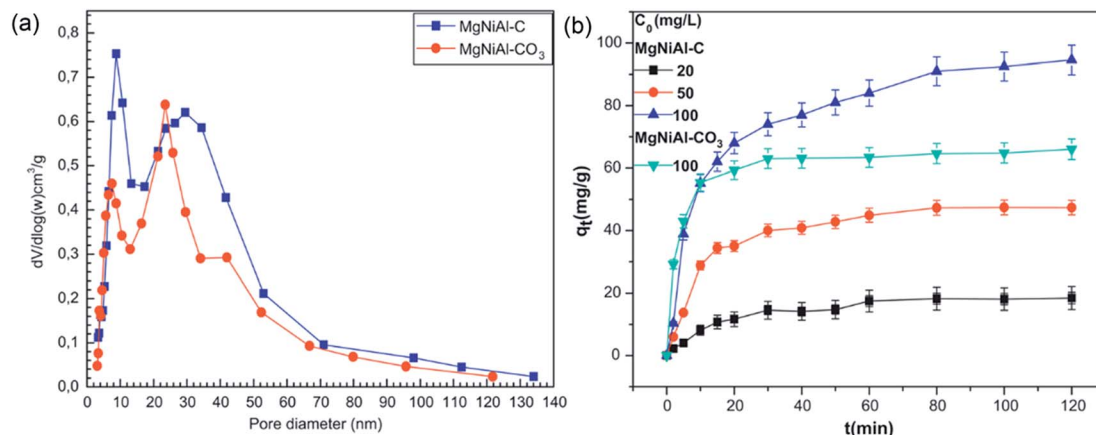 (a)
MgNiAl-C
MgNiAl-CO₃
dV/dlog(w)cm³/g
0,8
0,7
0,6
0,5
0,4
0,3
0,2
0,1
0,0
0 10 20 30 40 50 60 70 80 90 100 110 120 130 140
Pore diameter (nm)
(b)
C₀(mg/L)
MgNiAl-C
20
50
100
MgNiAl-CO₃
100
qₜ(mg/g)
100
80
60
40
20
0
0 20 40 60 80 100 120
t(min)